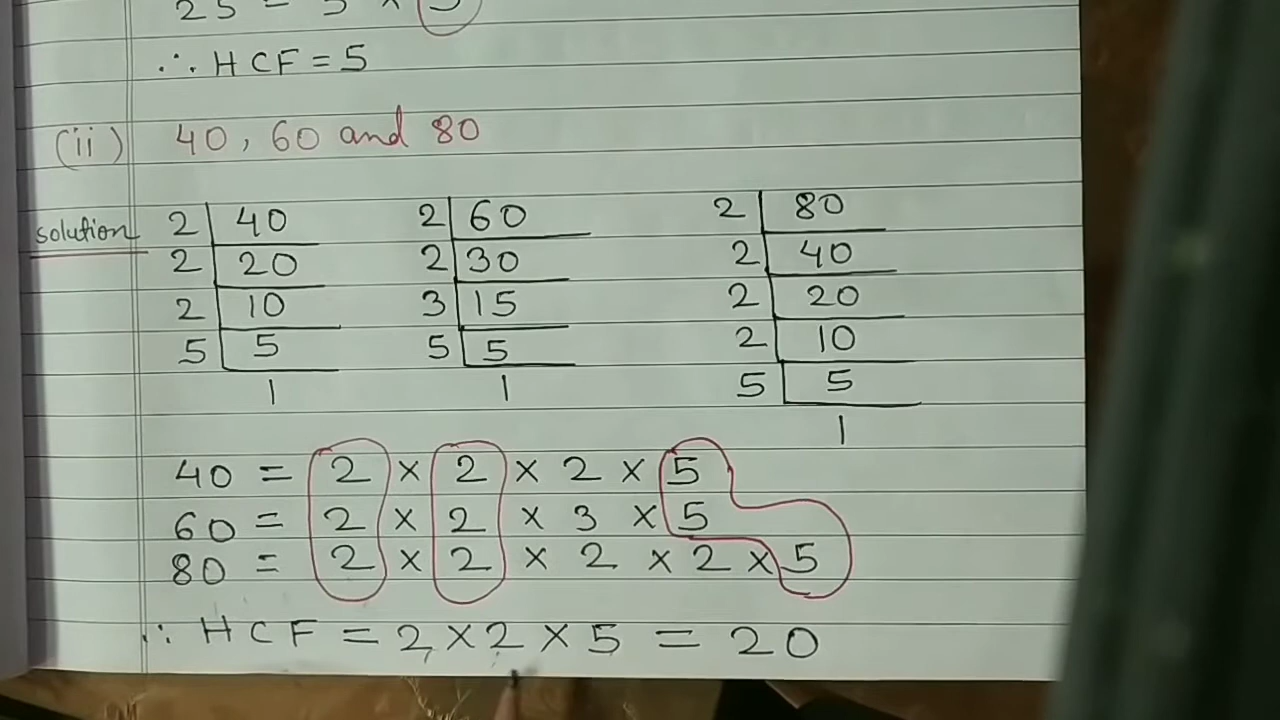 25 = 5 × 5
∴ HCF = 5
(ii) 40, 60 and 80
solution 2 40 2 60 2 80
2 20 2 30 2 40
2 10 3 15 2 20
5 5 5 5 2 10
1 1 5 5
1
40 = 2 × 2 × 2 × 5
60 = 2 × 2 × 3 × 5
80 = 2 × 2 × 2 × 2 × 5
∴ HCF = 2 × 2 × 5 = 20